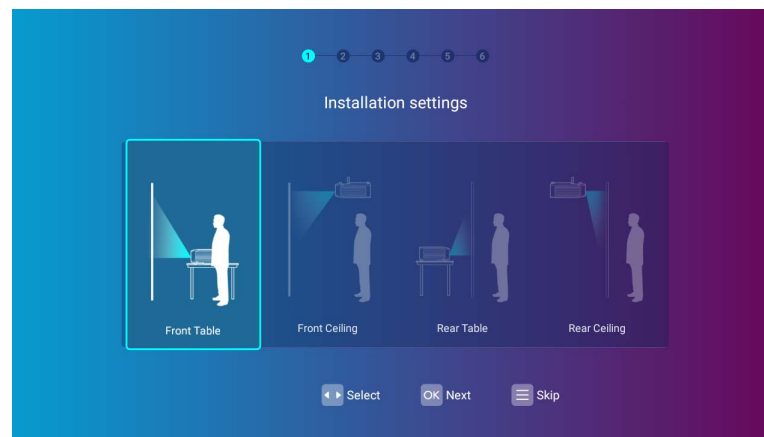 1 2 3 4 5 6
Installation settings
Front Table Front Ceiling Rear Table Rear Ceiling
Select OK Next Skip